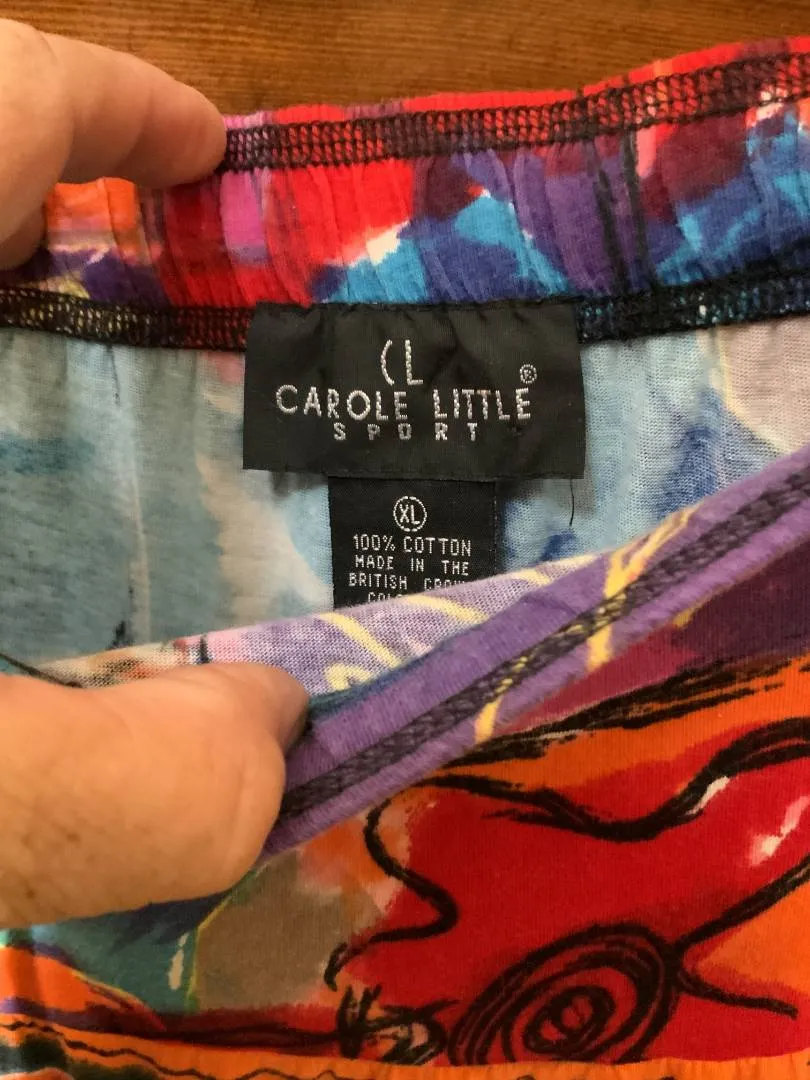 CL
CAROLE LITTLE®
SPORT
XL
100% COTTON
MADE IN THE
BRITISH